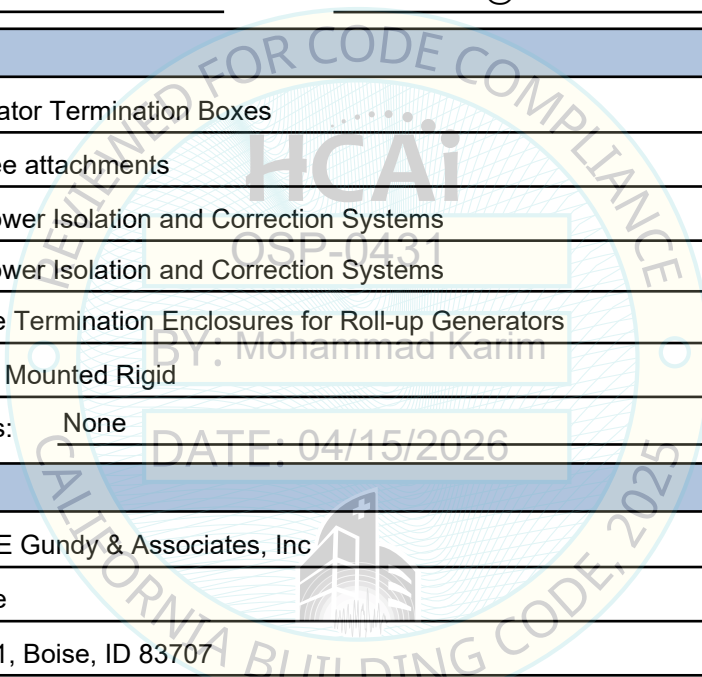 REVIEWED FOR CODE COMPLIANCE
ator Termination Boxes
HCAi
ee attachments
ower Isolation and Correction Systems
OSP-0431
ower Isolation and Correction Systems
e Termination Enclosures for Roll-up Generators
BY: Mohammad Karim
Mounted Rigid
s: None
DATE: 04/15/2026
E Gundy & Associates, Inc
e
1, Boise, ID 83707
CALIFORNIA BUILDING CODE, 2025